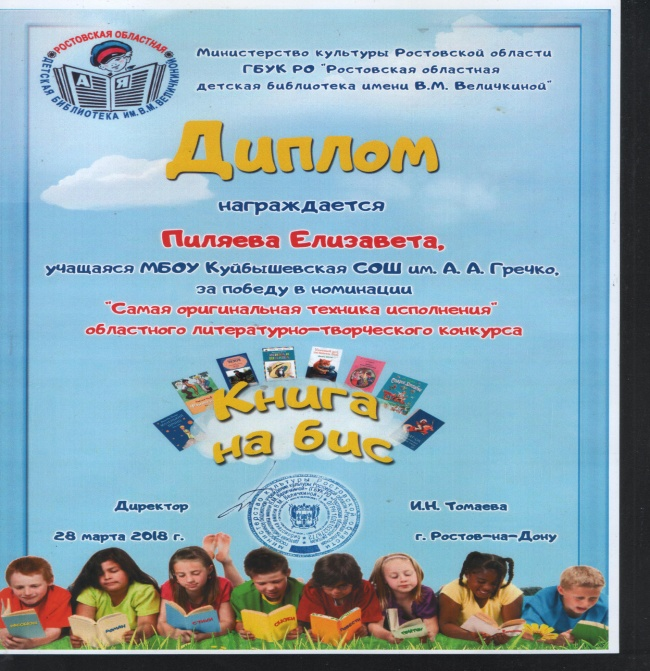 РОСТОВСКАЯ ОБЛАСТНАЯ
ДЕТСКАЯ БИБЛИОТЕКА ИМ. В.М. ВЕЛИЧКИНОЙ
А Я
Министерство культуры Ростовской области
ГБУК РО "Ростовская областная
детская библиотека имени В.М. Величкиной"
Диплом
награждается
Пиляева Елизавета,
учащаяся МБОУ Куйбышевская СОШ им. А. А. Гречко,
за победу в номинации
"Самая оригинальная техника исполнения"
областного литературно-творческого конкурса
Книга
на бис
Директор
И.Н. Томаева
28 марта 2018 г.
г. Ростов-на-Дону
СКАЗКИ